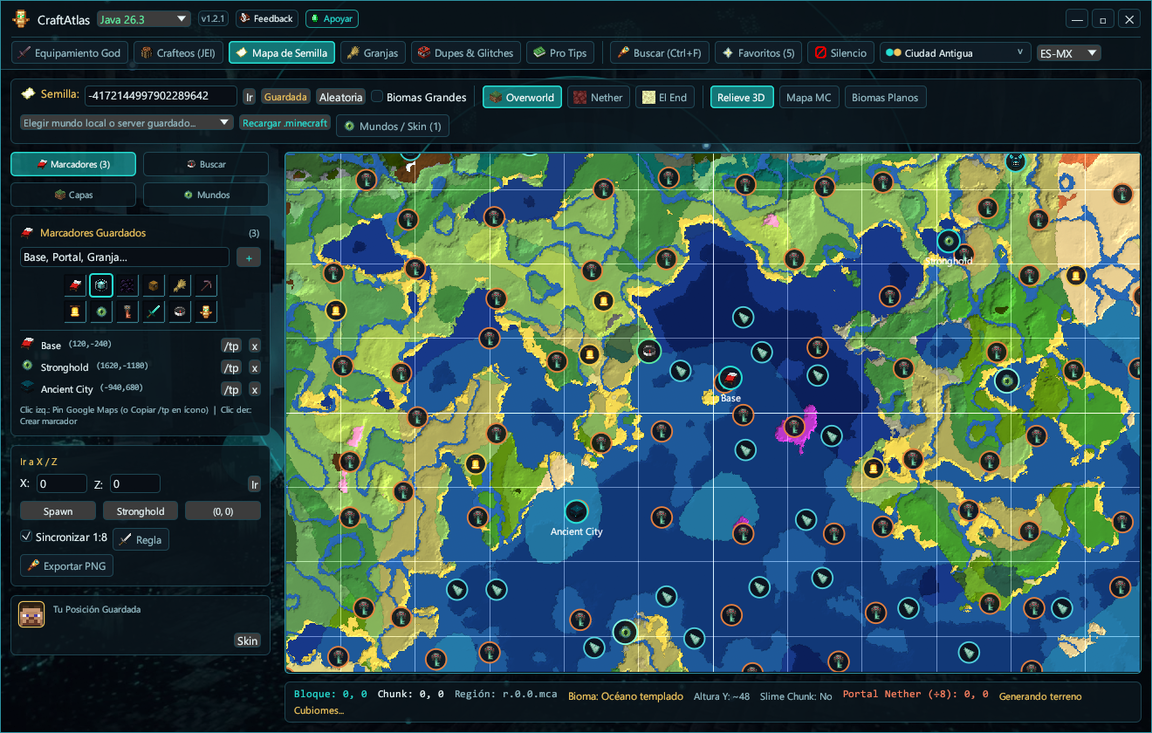 CraftAtlas Java 26.3 v1.2.1 Feedback Apoyar
Equipamiento God Crafteos (JEI) Mapa de Semilla Granjas Dupes & Glitches Pro Tips Buscar (Ctrl+F) Favoritos (5) Silencio Ciudad Antigua ES-MX
Semilla: -4172144997902289642 Ir Guardada Aleatoria Biomas Grandes Overworld Nether El End Relieve 3D Mapa MC Biomas Planos
Elegir mundo local o server guardado... Recargar .minecraft Mundos / Skin (1)
Marcadores (3) Buscar
Capas Mundos
Marcadores Guardados (3)
Base, Portal, Granja... +
Base (120,-240) /tp x
Stronghold (1620,-1180) /tp x
Ancient City (-940,680) /tp x
Clic izq.: Pin Google Maps (o Copiar /tp en ícono) | Clic der.:
Crear marcador
Ir a X / Z
X: 0 Z: 0 Ir
Spawn Stronghold (0, 0)
Sincronizar 1:8 Regla
Exportar PNG
Tu Posición Guardada
Skin
Stronghold
Base
Ancient City
Bloque: 0, 0 Chunk: 0, 0 Región: r.0.0.mca Bioma: Océano templado Altura Y: ~48 Slime Chunk: No Portal Nether (÷8): 0, 0 Generando terreno
Cubiomes...